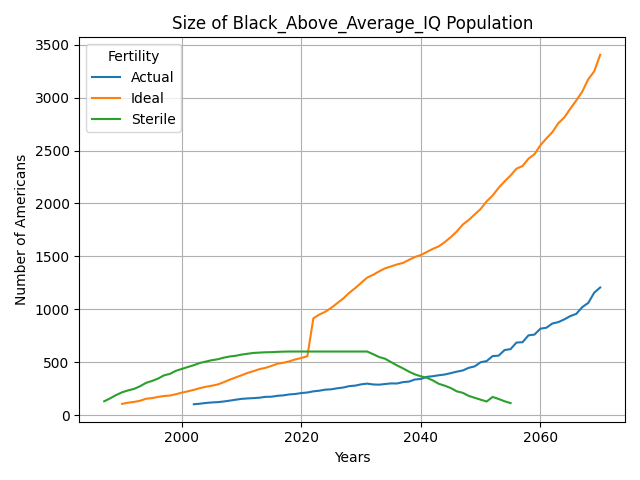 Size of Black_Above_Average_IQ Population
Number of Americans
3500
3000
2500
2000
1500
1000
500
0
Fertility
Actual
Ideal
Sterile
2000
2020
2040
2060
Years